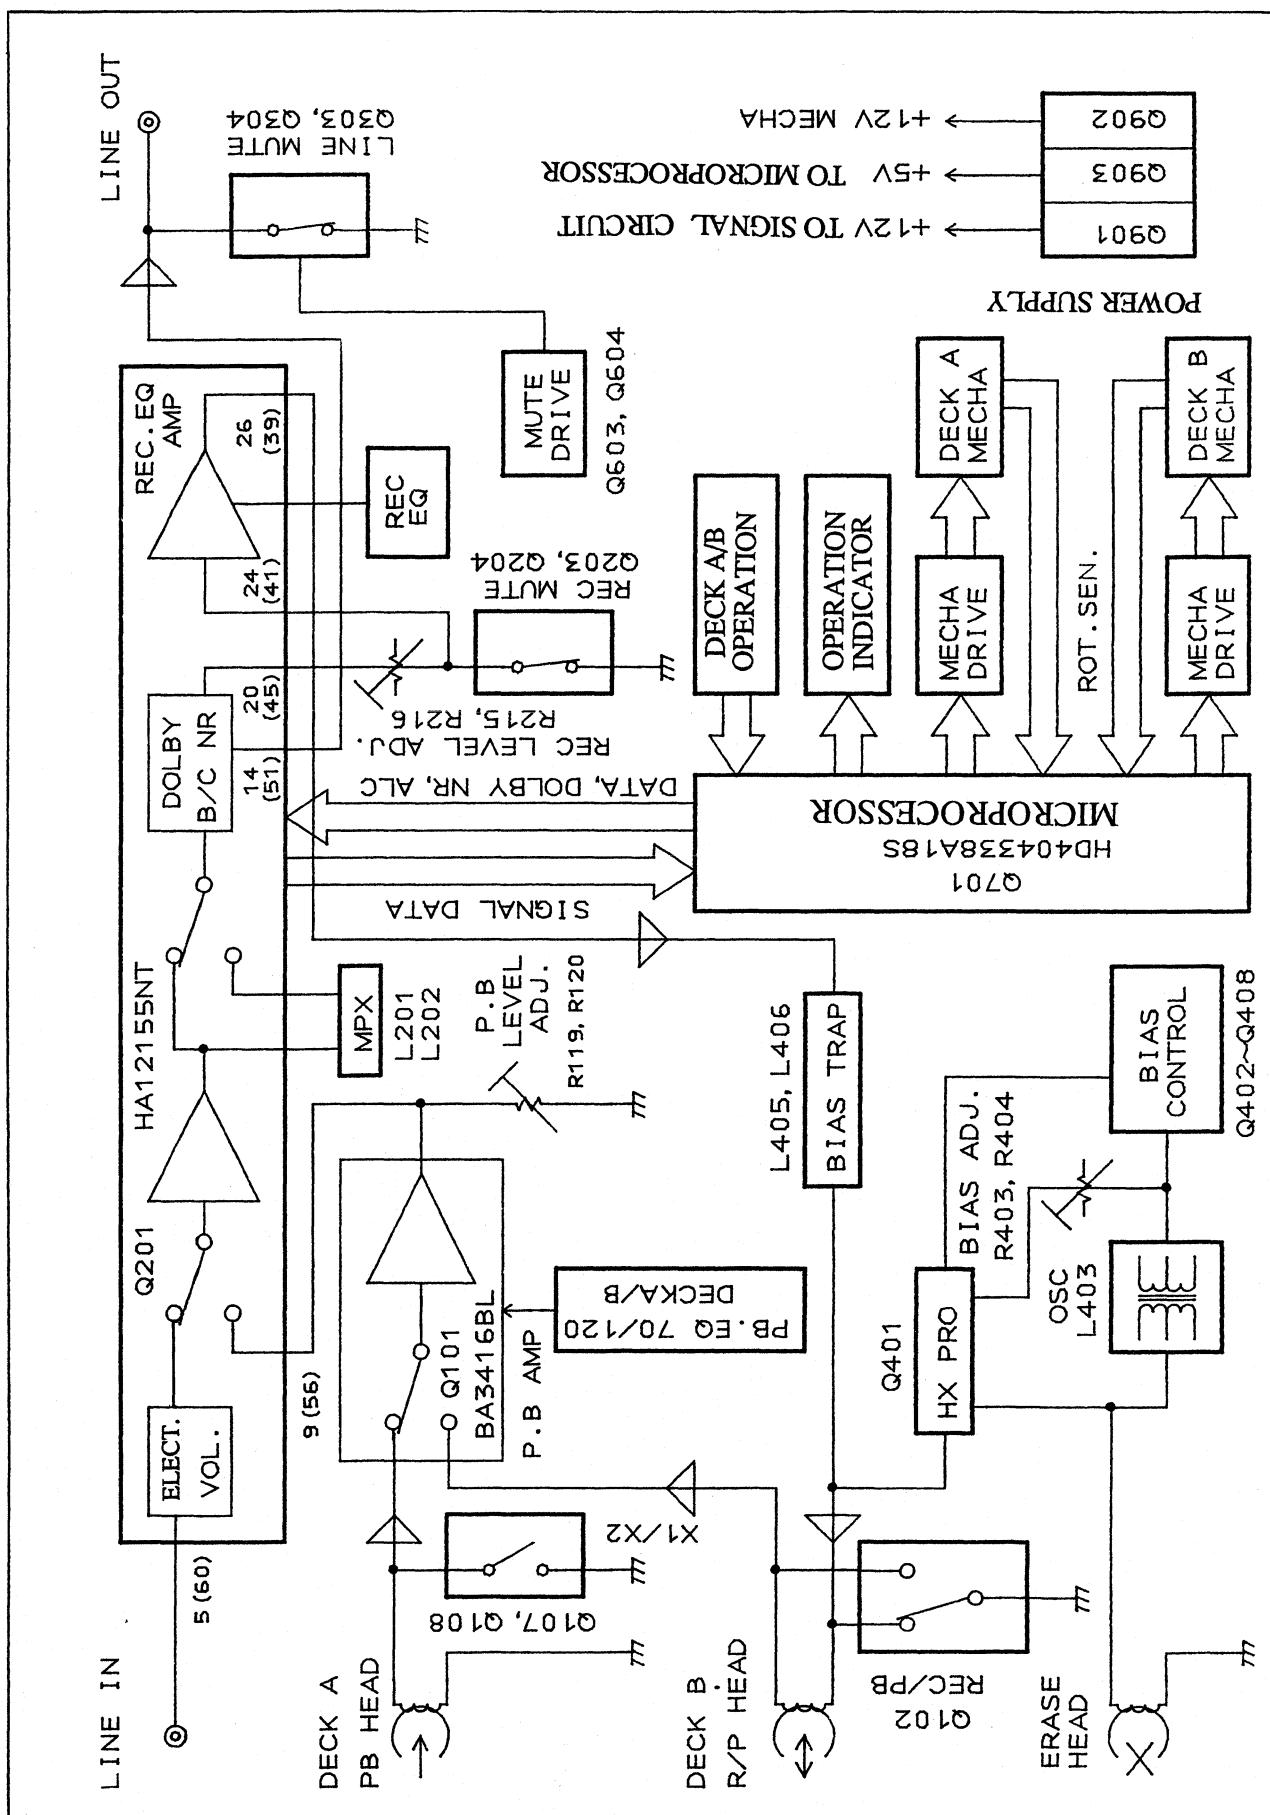 LINE IN
5(60)
ELECT.
VOL.
Q201
HA12155NT
DOLBY
B/C NR
REC.EQ
AMP
LINE OUT
9(56)
MPX
L201
L202
14
(51)
20
(45)
24
(41)
26
(39)
REC
EQ
LINE MUTE
Q303, Q304
MUTE
DRIVE
Q603, Q604
REC LEVEL ADJ.
R215, R216
REC MUTE
Q203, Q204
DECK A
PB HEAD
Q107, Q108
X1/X2
Q101
BA3416BL
P.B AMP
PB.EQ 70/120
DECKA/B
P.B
LEVEL
ADJ.
R119, R120
SIGNAL DATA
DATA, DOLBY NR, ALC
Q701
HD404338A18S
MICROPROCESSOR
DECK A/B
OPERATION
OPERATION
INDICATOR
MECHA
DRIVE
DECK A
MECHA
ROT.SEN.
MECHA
DRIVE
DECK B
MECHA
POWER SUPPLY
Q901
Q903
Q902
+12V TO SIGNAL CIRCUIT
+5V TO MICROPROCESSOR
+12V MECHA
DECK B
R/P HEAD
Q102
REC/PB
L405, L406
BIAS TRAP
Q401
HX PRO
BIAS ADJ.
R403, R404
OSC
L403
BIAS
CONTROL
Q402~Q408
ERASE
HEAD